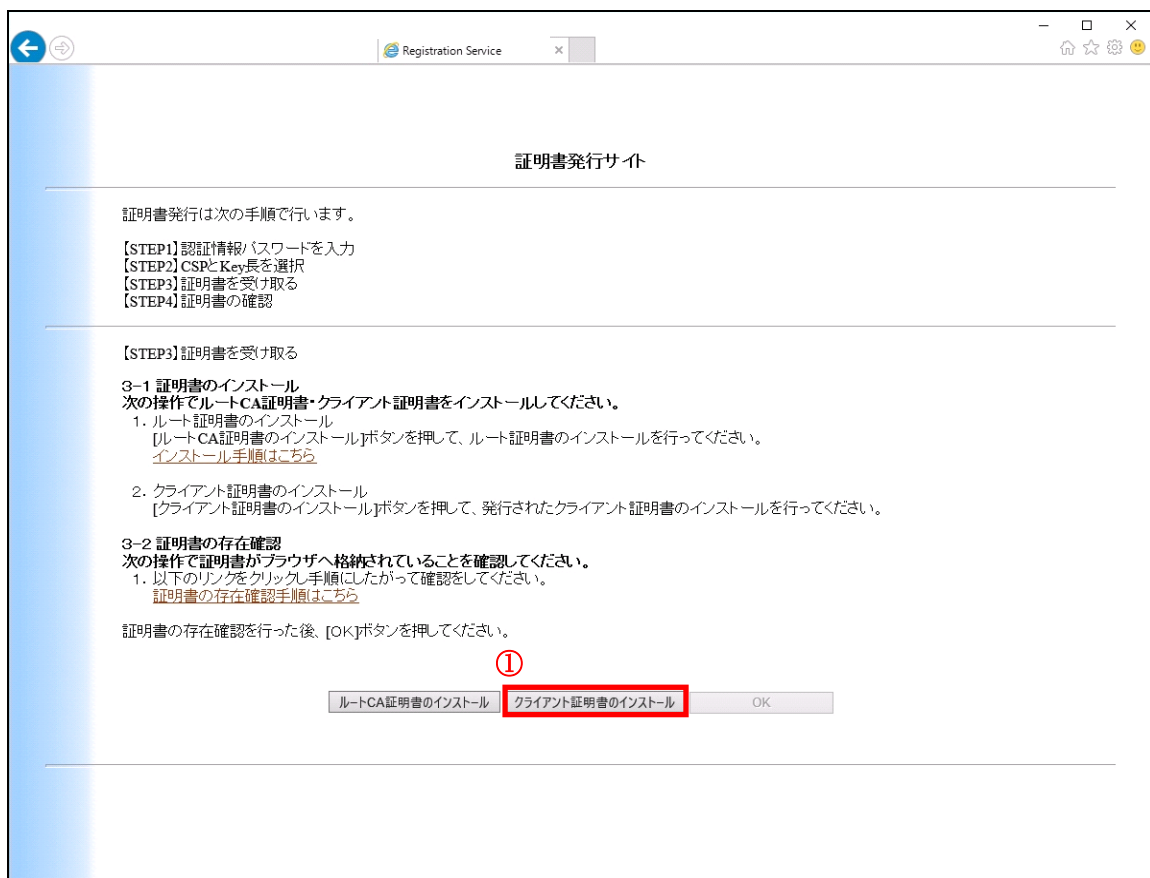 Registration Service
証明書発行サイト
証明書発行は次の手順で行います。
【STEP1】認証情報パスワードを入力
【STEP2】CSPとKey長を選択
【STEP3】証明書を受け取る
【STEP4】証明書の確認
【STEP3】証明書を受け取る
3-1 証明書のインストール
次の操作でルートCA証明書・クライアント証明書をインストールしてください。
1. ルート証明書のインストール
[ルートCA証明書のインストール]ボタンを押して、ルート証明書のインストールを行ってください。
インストール手順はこちら
2. クライアント証明書のインストール
[クライアント証明書のインストール]ボタンを押して、発行されたクライアント証明書のインストールを行ってください。
3-2 証明書の存在確認
次の操作で証明書がブラウザへ格納されていることを確認してください。
1. 以下のリンクをクリックし手順にしたがって確認をしてください。
証明書の存在確認手順はこちら
証明書の存在確認を行った後、[OK]ボタンを押してください。
①
ルートCA証明書のインストール クライアント証明書のインストール OK